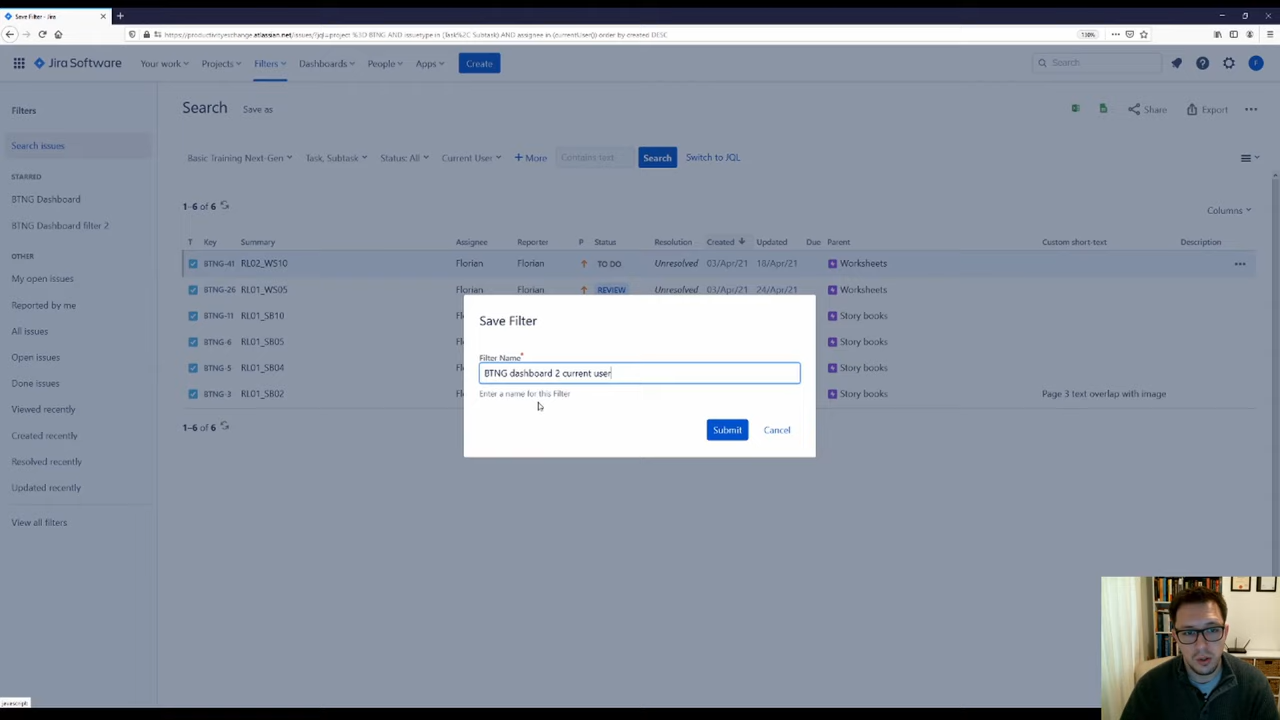 Save Filter - Jira
https://productivityexchange.atlassian.net/issues/?jql=project %3D BTNG AND issuetype in (Task%2C Subtask) AND assignee in (currentUser()) order by created DESC
110%
Jira Software
Your work
Projects
Filters
Dashboards
People
Apps
Create
Search
F
Filters
Search issues
STARRED
BTNG Dashboard
BTNG Dashboard filter 2
OTHER
My open issues
Reported by me
All issues
Open issues
Done issues
Viewed recently
Created recently
Resolved recently
Updated recently
View all filters
Search Save as
Share
Export
Basic Training Next-Gen
Task, Subtask
Status: All
Current User
+ More
Contains text
Search
Switch to JQL
1–6 of 6
Columns
T Key Summary Assignee Reporter P Status Resolution Created Updated Due Parent Custom short-text Description
BTNG-41 RL02_WS10 Florian Florian TO DO Unresolved 03/Apr/21 18/Apr/21 Worksheets
BTNG-26 RL01_WS05 Florian Florian REVIEW Unresolved 03/Apr/21 24/Apr/21 Worksheets
BTNG-11 RL01_SB10 Story books
BTNG-6 RL01_SB05 Story books
BTNG-5 RL01_SB04 Story books
BTNG-3 RL01_SB02 Story books Page 3 text overlap with image
1–6 of 6
Save Filter
Filter Name*
BTNG dashboard 2 current user
Enter a name for this Filter
Submit
Cancel
javascript: